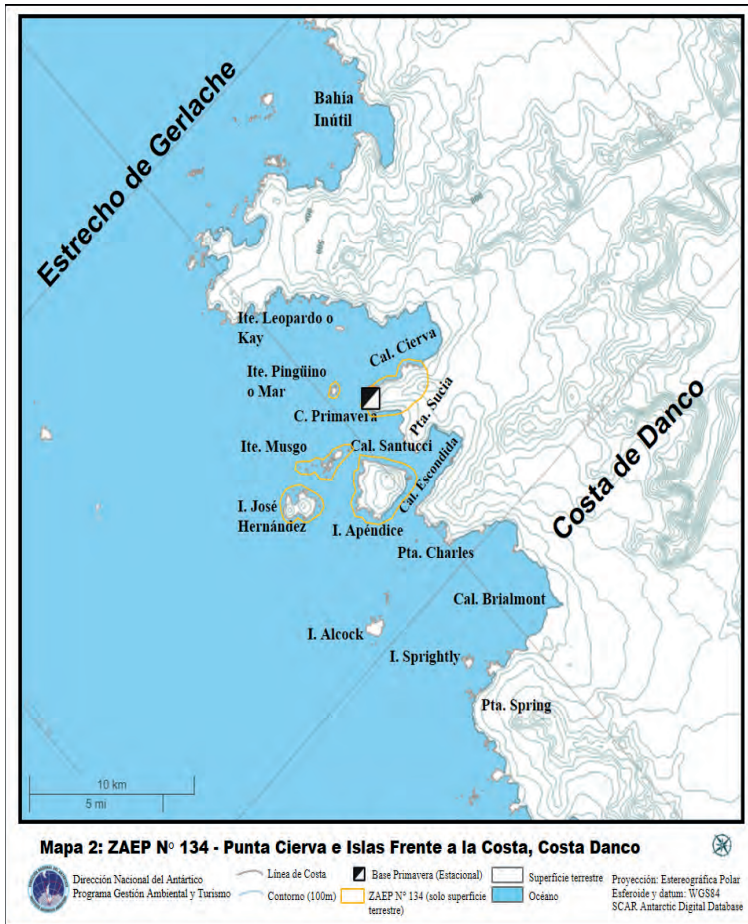 Bahía
Inútil
Estrecho de Gerlache
Ite. Leopardo o
Kay
Cal. Cierva
Ite. Pingüino
o Mar
C. Primavera
Pta. Sucia
Ite. Musgo
Cal. Santucci
Cal. Escondida
Costa de Danco
I. José
Hernández
I. Apéndice
Pta. Charles
Cal. Brialmont
I. Alcock
I. Sprightly
Pta. Spring
10 km
5 mi
Mapa 2: ZAEP Nº 134 - Punta Cierva e Islas Frente a la Costa, Costa Danco
Dirección Nacional del Antártico
Programa Gestión Ambiental y Turismo
Línea de Costa
Contorno (100m)
Base Primavera (Estacional)
ZAEP Nº 134 (solo superficie
terrestre)
Superficie terrestre
Océano
Proyección: Estereográfica Polar
Esferoide y datum: WGS84
SCAR Antarctic Digital Database